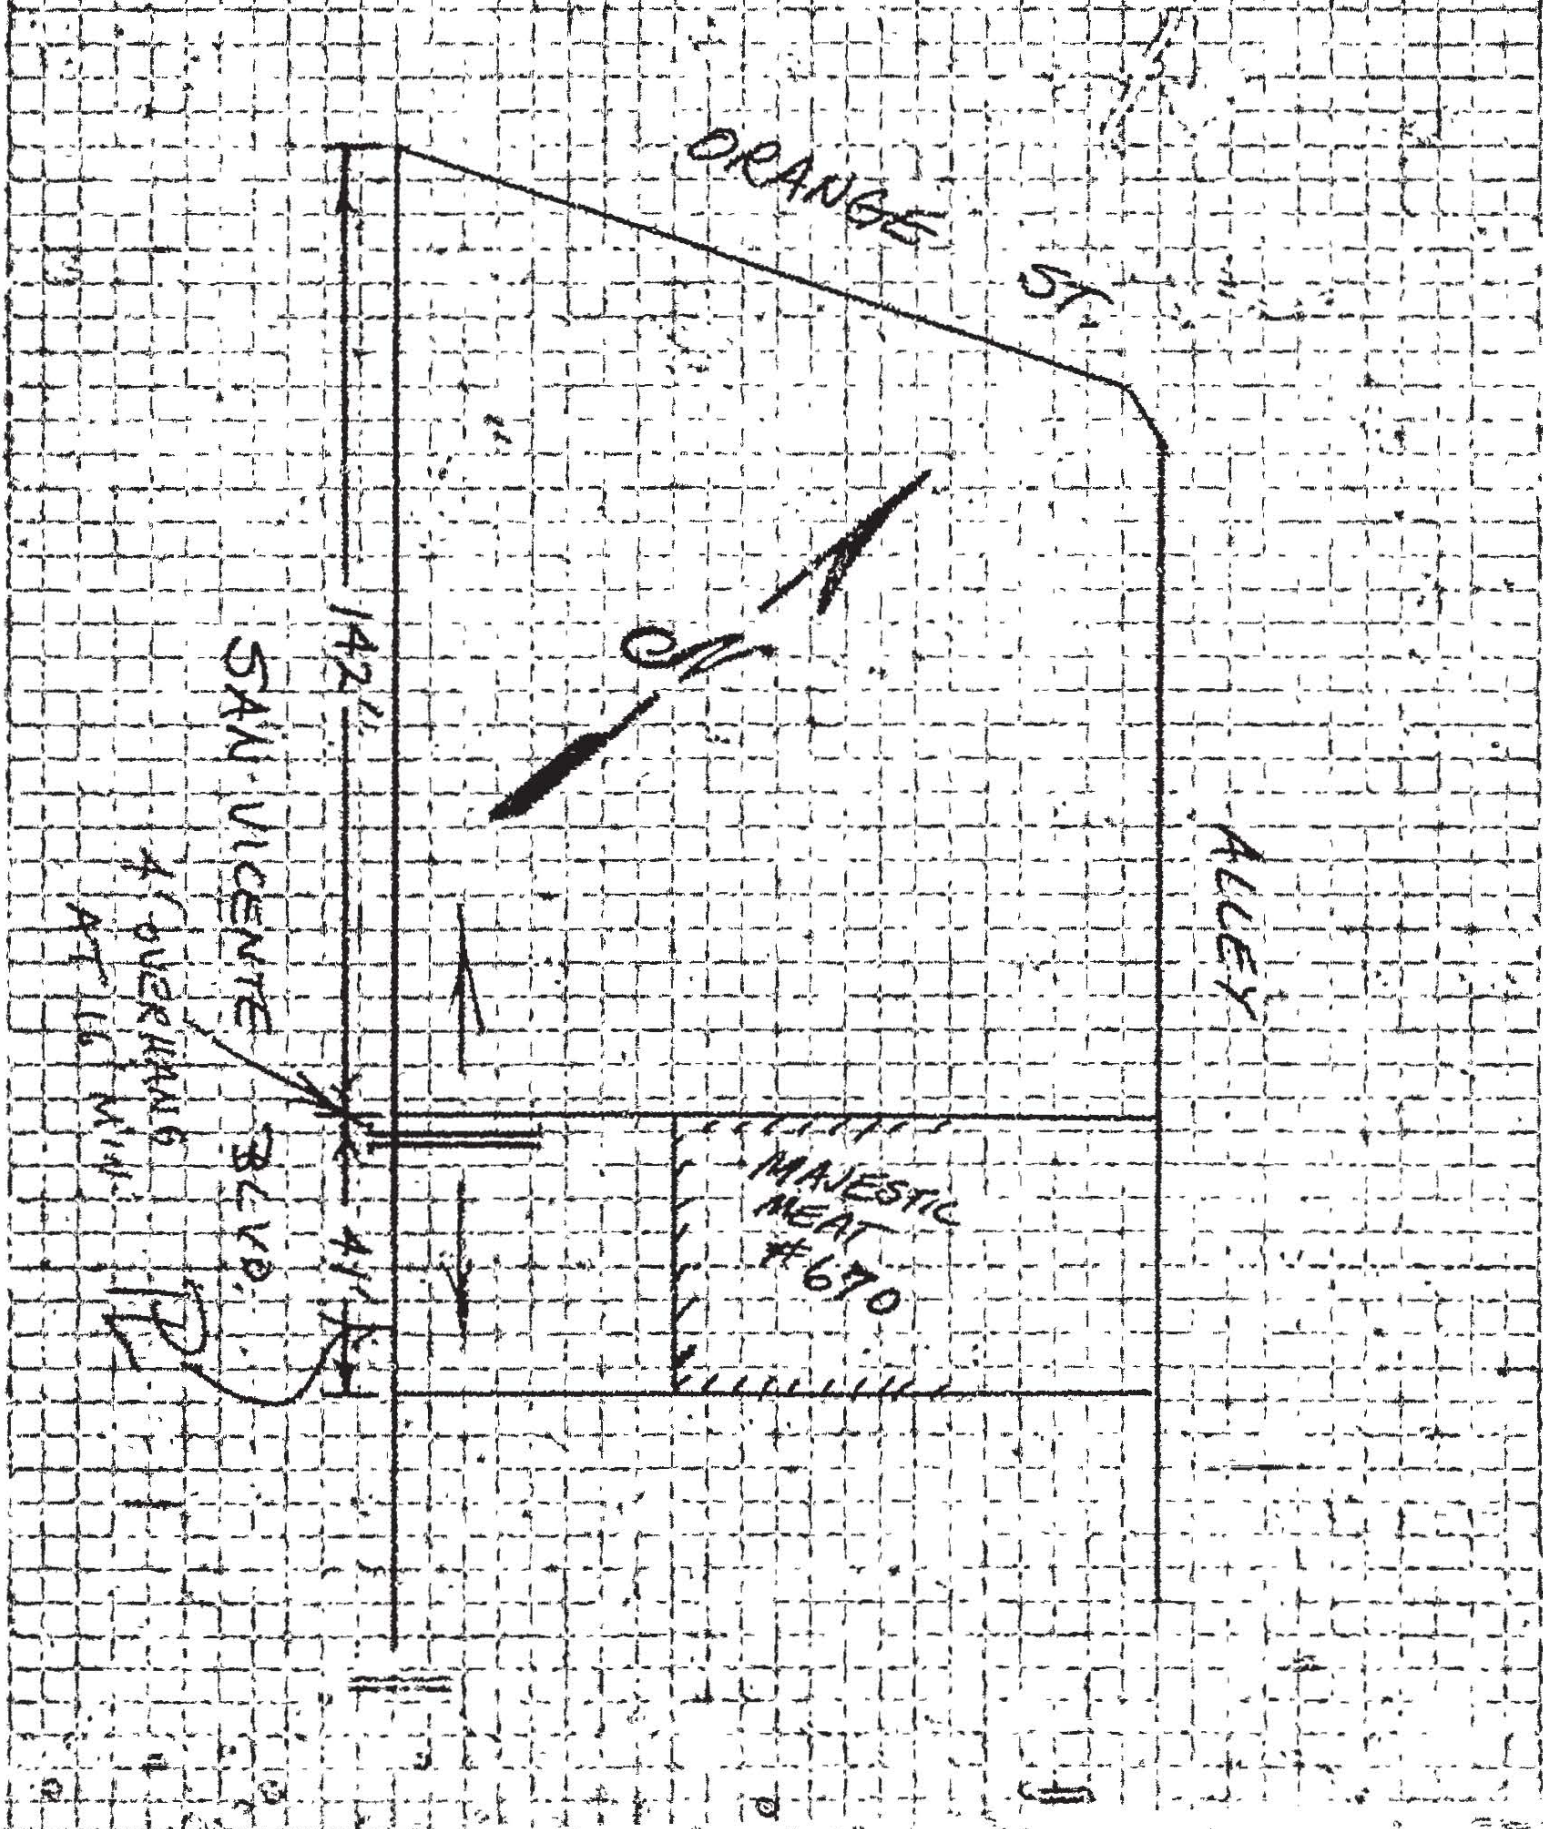 ORANGE ST.
N
142'
SAN VICENTE BLVD.
4' OVERHANG
AT 16 MIN.
41'
ALLEY
MAJESTIC
MEAT
#670